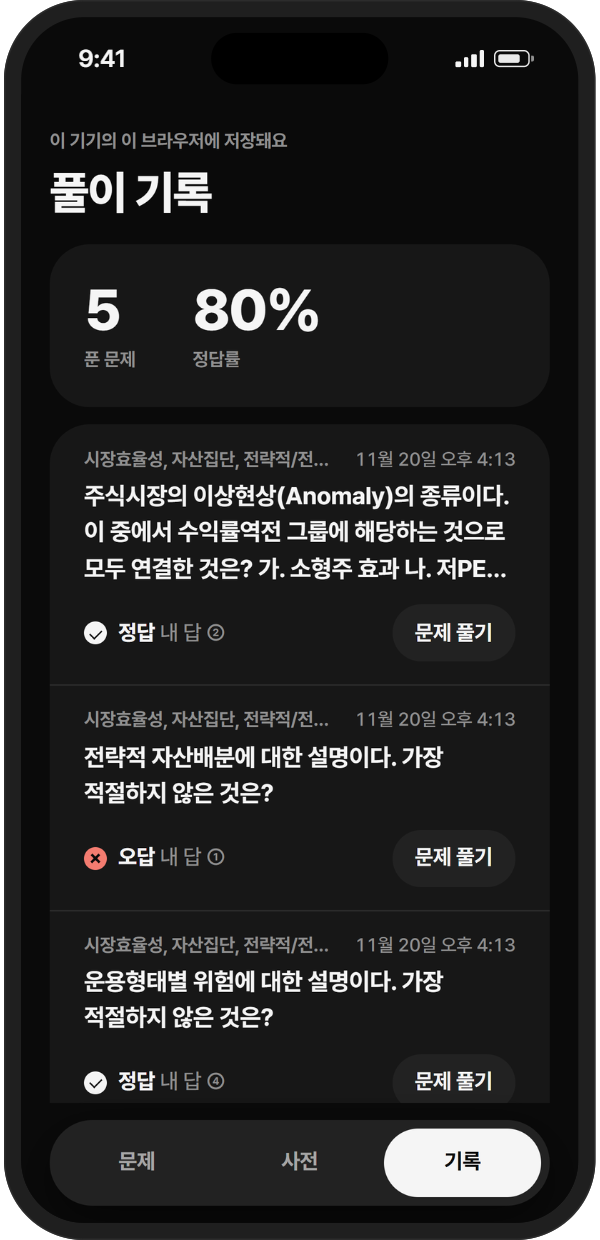 9:41
이 기기의 이 브라우저에 저장돼요
풀이 기록
5 80%
푼 문제 정답률
시장효율성, 자산집단, 전략적/전... 11월 20일 오후 4:13
주식시장의 이상현상(Anomaly)의 종류이다.
이 중에서 수익률역전 그룹에 해당하는 것으로
모두 연결한 것은? 가. 소형주 효과 나. 저PE...
정답 내 답 ② 문제 풀기
시장효율성, 자산집단, 전략적/전... 11월 20일 오후 4:13
전략적 자산배분에 대한 설명이다. 가장
적절하지 않은 것은?
오답 내 답 ① 문제 풀기
시장효율성, 자산집단, 전략적/전... 11월 20일 오후 4:13
운용형태별 위험에 대한 설명이다. 가장
적절하지 않은 것은?
정답 내 답 ④ 문제 풀기
문제 사전 기록